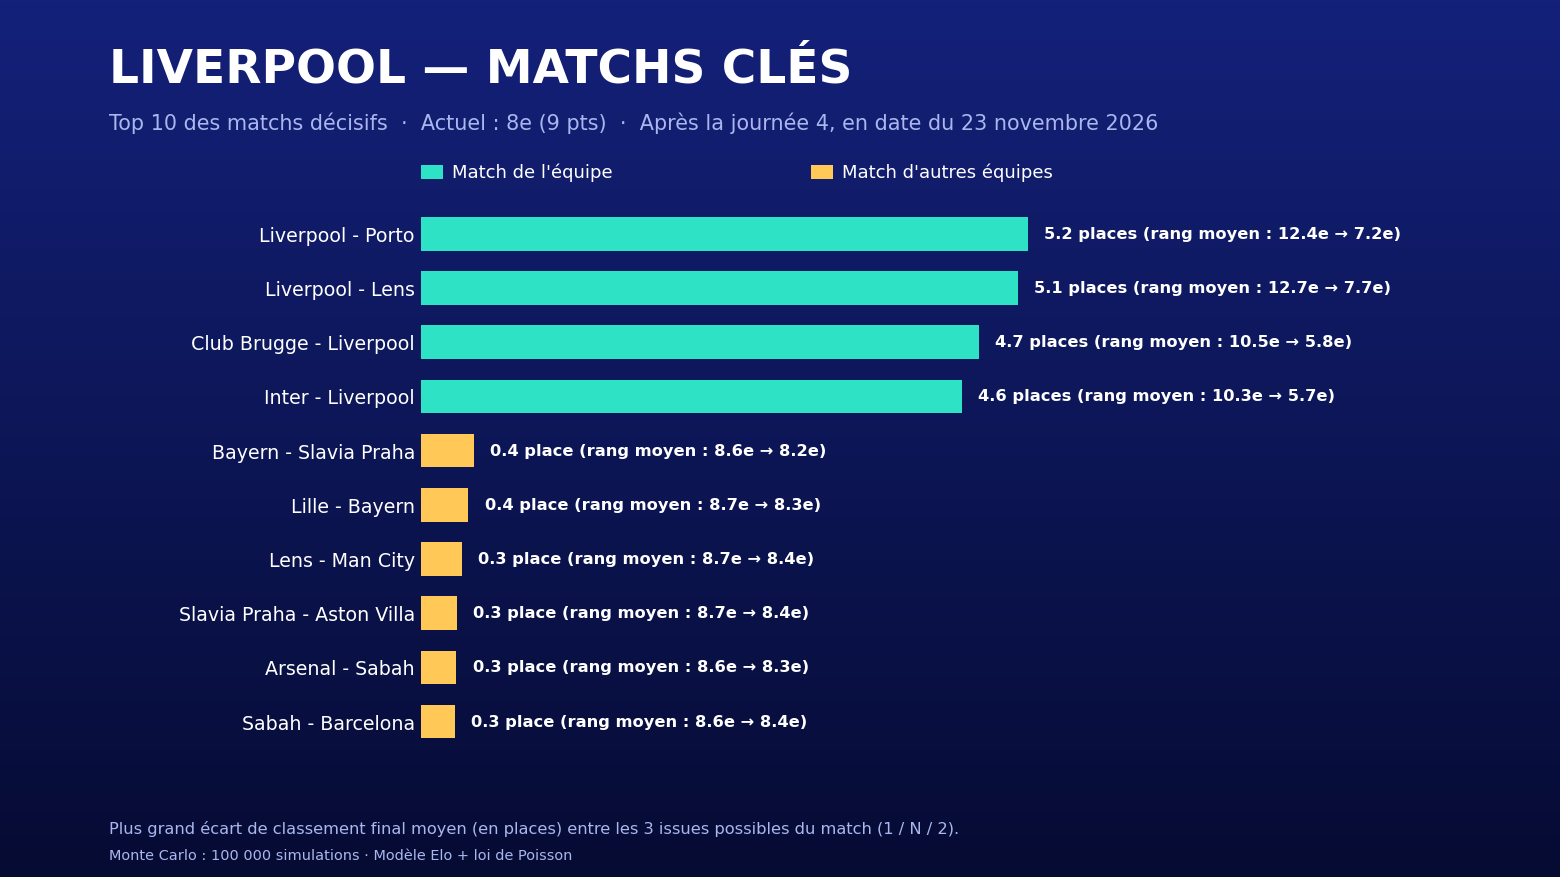 LIVERPOOL — MATCHS CLÉS
Top 10 des matchs décisifs · Actuel : 8e (9 pts) · Après la journée 4, en date du 23 novembre 2026
Match de l'équipe Match d'autres équipes
Liverpool - Porto 5.2 places (rang moyen : 12.4e → 7.2e)
Liverpool - Lens 5.1 places (rang moyen : 12.7e → 7.7e)
Club Brugge - Liverpool 4.7 places (rang moyen : 10.5e → 5.8e)
Inter - Liverpool 4.6 places (rang moyen : 10.3e → 5.7e)
Bayern - Slavia Praha 0.4 place (rang moyen : 8.6e → 8.2e)
Lille - Bayern 0.4 place (rang moyen : 8.7e → 8.3e)
Lens - Man City 0.3 place (rang moyen : 8.7e → 8.4e)
Slavia Praha - Aston Villa 0.3 place (rang moyen : 8.7e → 8.4e)
Arsenal - Sabah 0.3 place (rang moyen : 8.6e → 8.3e)
Sabah - Barcelona 0.3 place (rang moyen : 8.6e → 8.4e)
Plus grand écart de classement final moyen (en places) entre les 3 issues possibles du match (1 / N / 2).
Monte Carlo : 100 000 simulations · Modèle Elo + loi de Poisson